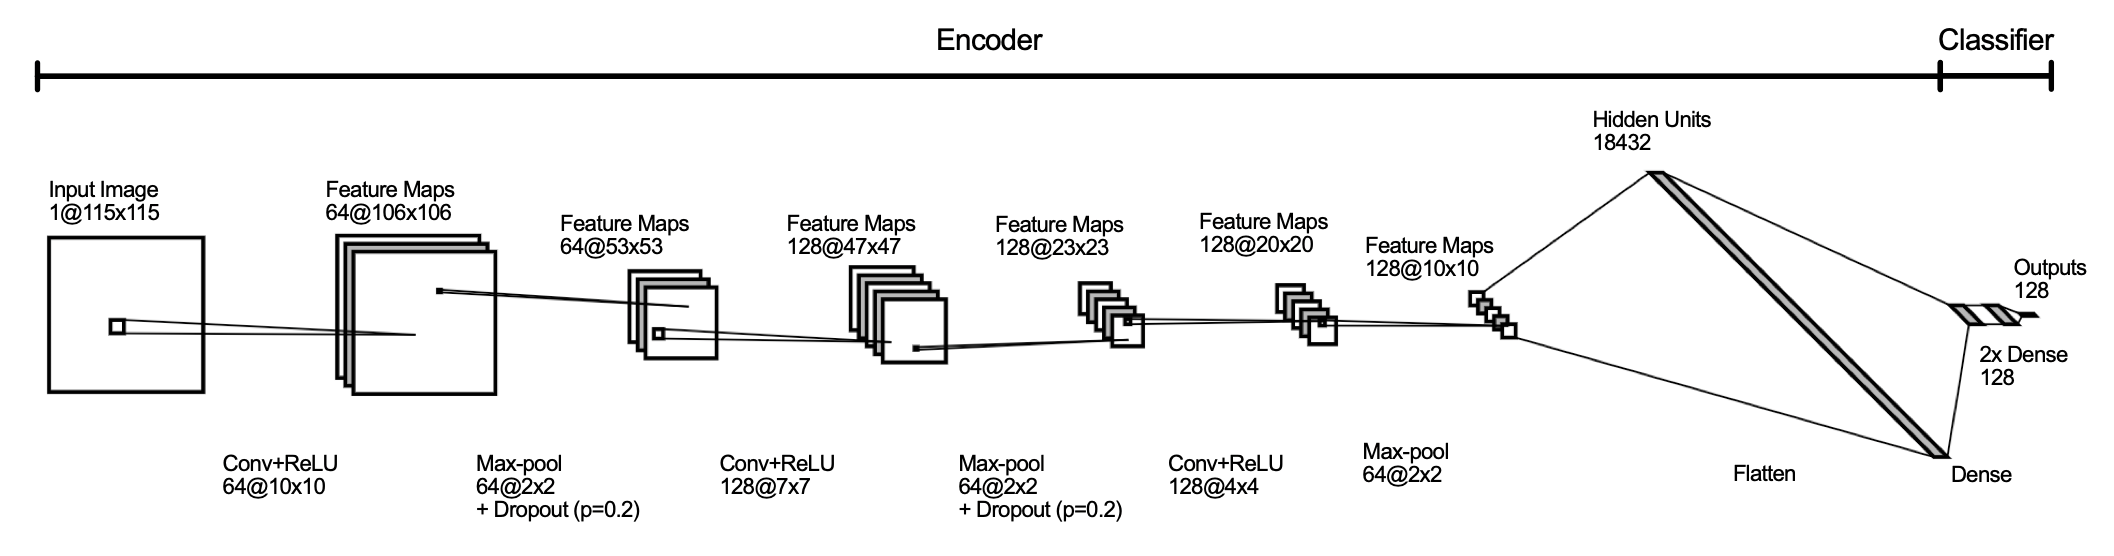 Encoder
Classifier
Hidden Units
18432
Input Image
1@115x115
Feature Maps
64@106x106
Feature Maps
64@53x53
Feature Maps
128@47x47
Feature Maps
128@23x23
Feature Maps
128@20x20
Feature Maps
128@10x10
Outputs
128
2x Dense
128
Conv+ReLU
64@10x10
Max-pool
64@2x2
+ Dropout (p=0.2)
Conv+ReLU
128@7x7
Max-pool
64@2x2
+ Dropout (p=0.2)
Conv+ReLU
128@4x4
Max-pool
64@2x2
Flatten
Dense